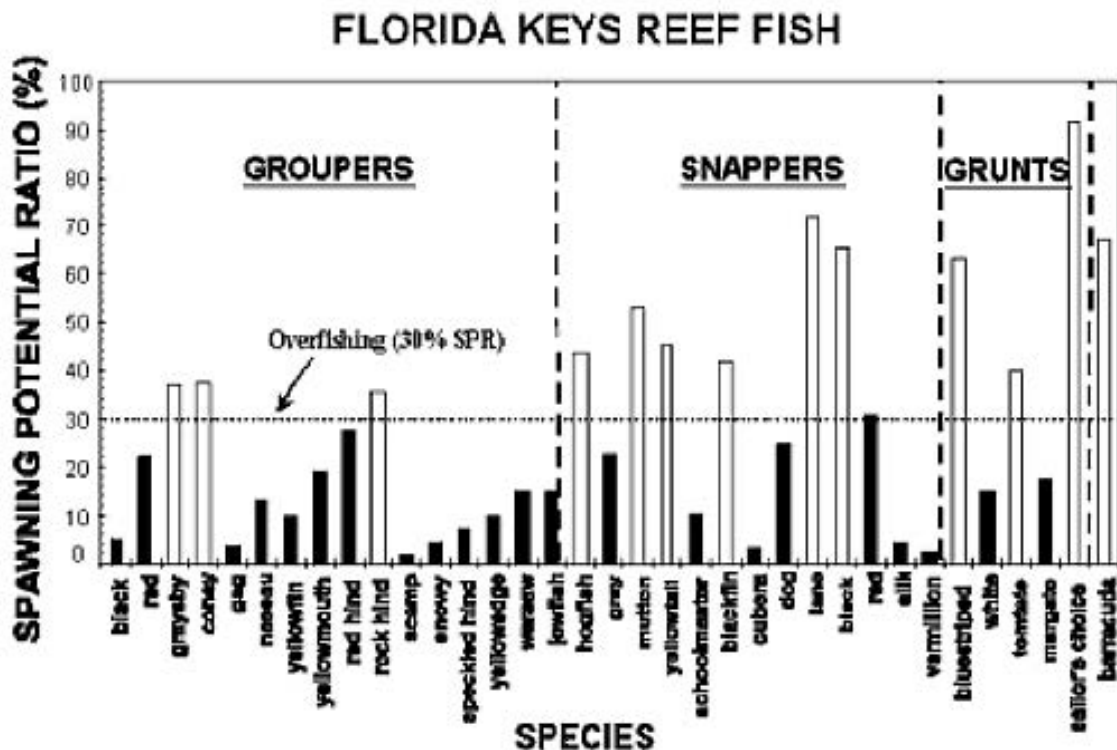 FLORIDA KEYS REEF FISH
SPAWNING POTENTIAL RATIO (%)
100
90
80
70
60
50
40
30
20
10
0
GROUPERS
SNAPPERS
GRUNTS
Overfishing (30% SPR)
black
red
graysby
coney
gag
nassau
yellowfin
yellowmouth
red hind
rock hind
scamp
snowy
speckled hind
yellowedge
warsaw
jewfish
hogfish
gray
mutton
yellowtail
schoolmaster
blackfin
cubera
dog
lane
black
red
silk
vermillion
bluestriped
white
tomtate
margate
sailor's choice
barracuda
SPECIES